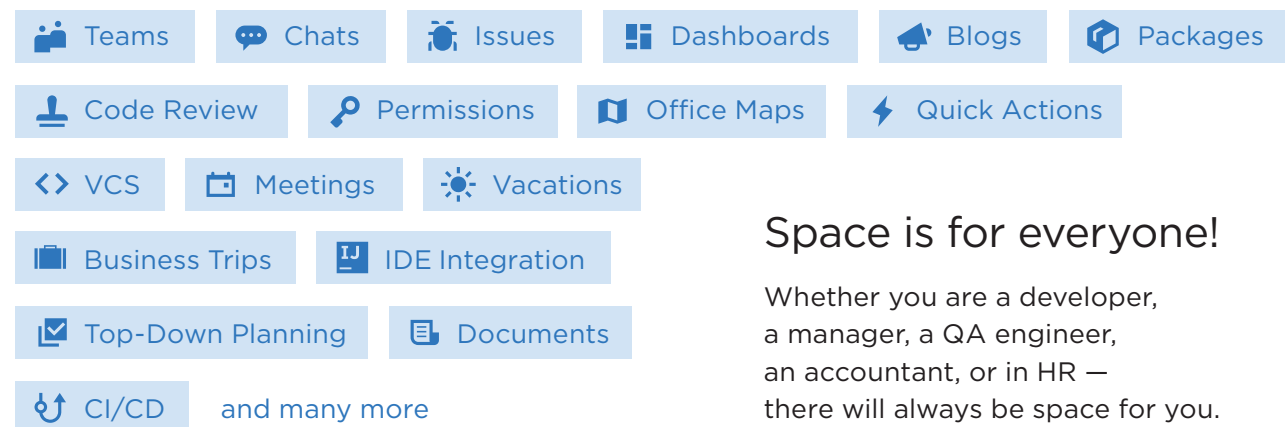 Teams Chats Issues Dashboards Blogs Packages
Code Review Permissions Office Maps Quick Actions
VCS Meetings Vacations
Business Trips IJ IDE Integration
Top-Down Planning Documents
CI/CD and many more
Space is for everyone!
Whether you are a developer,
a manager, a QA engineer,
an accountant, or in HR —
there will always be space for you.